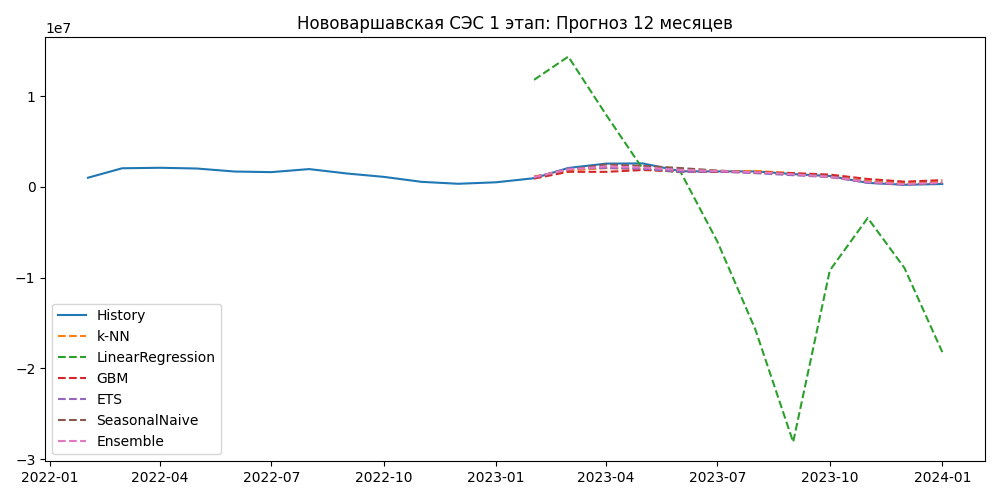 Нововаршавская СЭС 1 этап: Прогноз 12 месяцев
1e7
1
0
−1
−2
−3
History
k-NN
LinearRegression
GBM
ETS
SeasonalNaive
Ensemble
2022-01 2022-04 2022-07 2022-10 2023-01 2023-04 2023-07 2023-10 2024-01